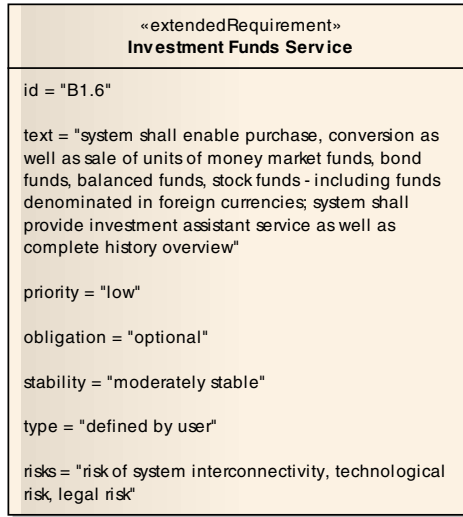 «extendedRequirement»
Investment Funds Service
id = "B1.6"
text = "system shall enable purchase, conversion as
well as sale of units of money market funds, bond
funds, balanced funds, stock funds - including funds
denominated in foreign currencies; system shall
provide investment assistant service as well as
complete history overview"
priority = "low"
obligation = "optional"
stability = "moderately stable"
type = "defined by user"
risks = "risk of system interconnectivity, technological
risk, legal risk"